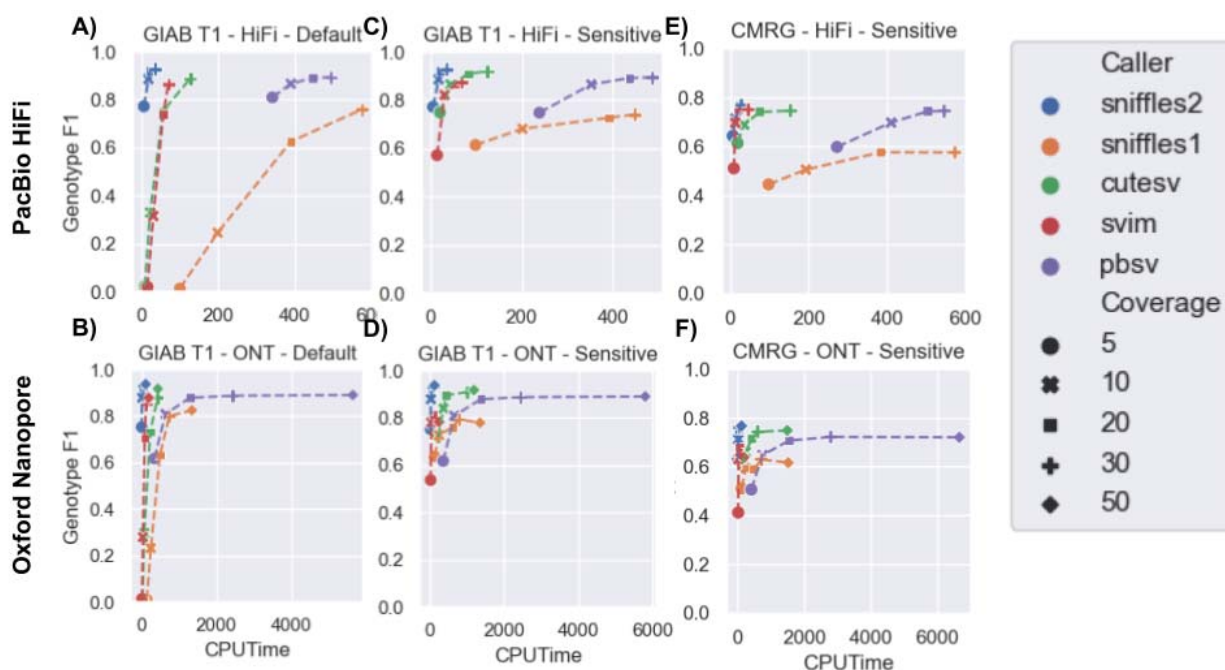 A)
GIAB T1 - HiFi - Default
C)
GIAB T1 - HiFi - Sensitive
E)
CMRG - HiFi - Sensitive
PacBio HiFi
Genotype F1
1.0
0.8
0.6
0.4
0.2
0.0
0
200
400
60
1.0
0.8
0.6
0.4
0.2
0.0
0
200
400
1.0
0.8
0.6
0.4
0.2
0.0
0
200
400
600
B)
GIAB T1 - ONT - Default
D)
GIAB T1 - ONT - Sensitive
F)
CMRG - ONT - Sensitive
Oxford Nanopore
Genotype F1
1.0
0.8
0.6
0.4
0.2
0.0
0
2000
4000
CPUTime
1.0
0.8
0.6
0.4
0.2
0.0
0
2000
4000
6000
CPUTime
1.0
0.8
0.6
0.4
0.2
0.0
0
2000
4000
6000
CPUTime
Caller
sniffles2
sniffles1
cutesv
svim
pbsv
Coverage
5
10
20
30
50